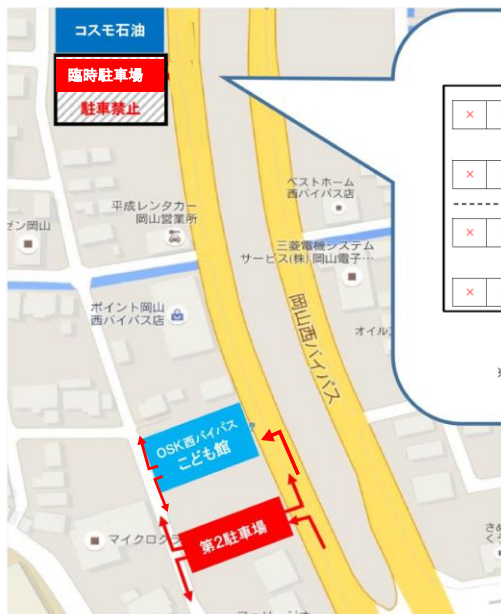 コスモ石油
臨時駐車場
駐車禁止
×
×
×
×
※
ベストホーム
西バイパス店
平成レンタカー
岡山営業所
ゼン岡山
三菱電機システム
サービス(株) 岡山電子…
ポイント岡山
西バイパス店
岡山西バイパス
オイル
OSK西バイパス
こども館
第2駐車場
マイクロクラ